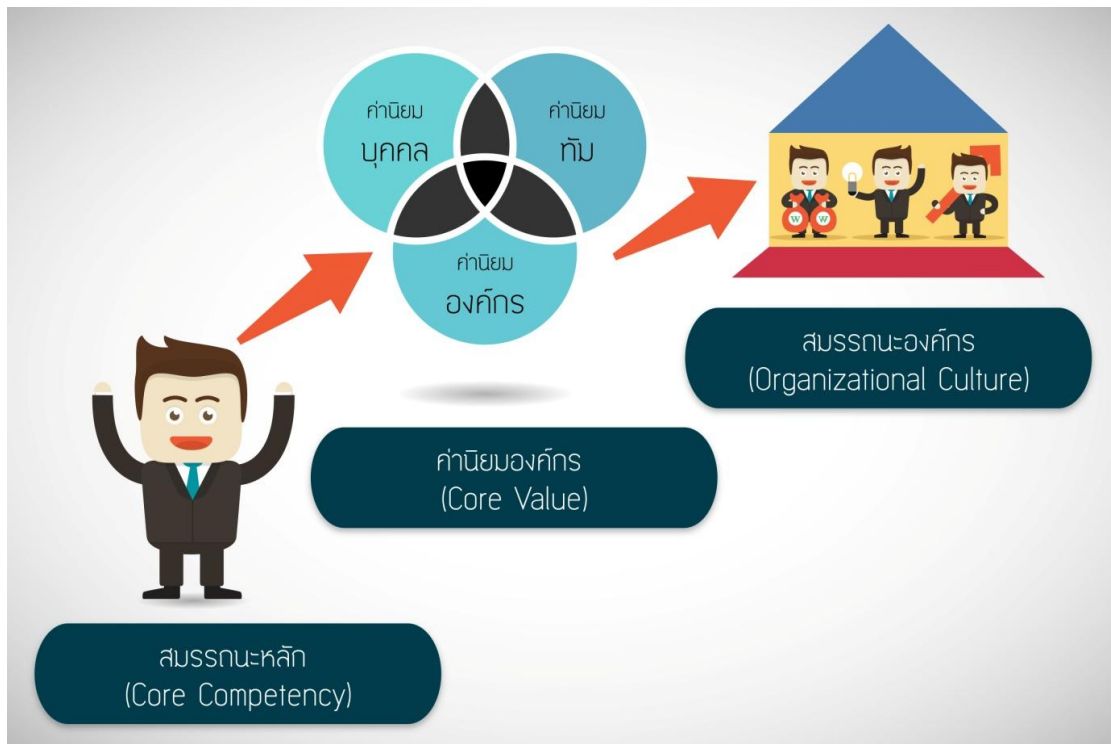 ค่านิยม
บุคคล
ค่านิยม
ทัม
ค่านิยม
องค์กร
W W
สมรรถนะองค์กร
(Organizational Culture)
ค่านิยมองค์กร
(Core Value)
สมรรถนะหลัก
(Core Competency)